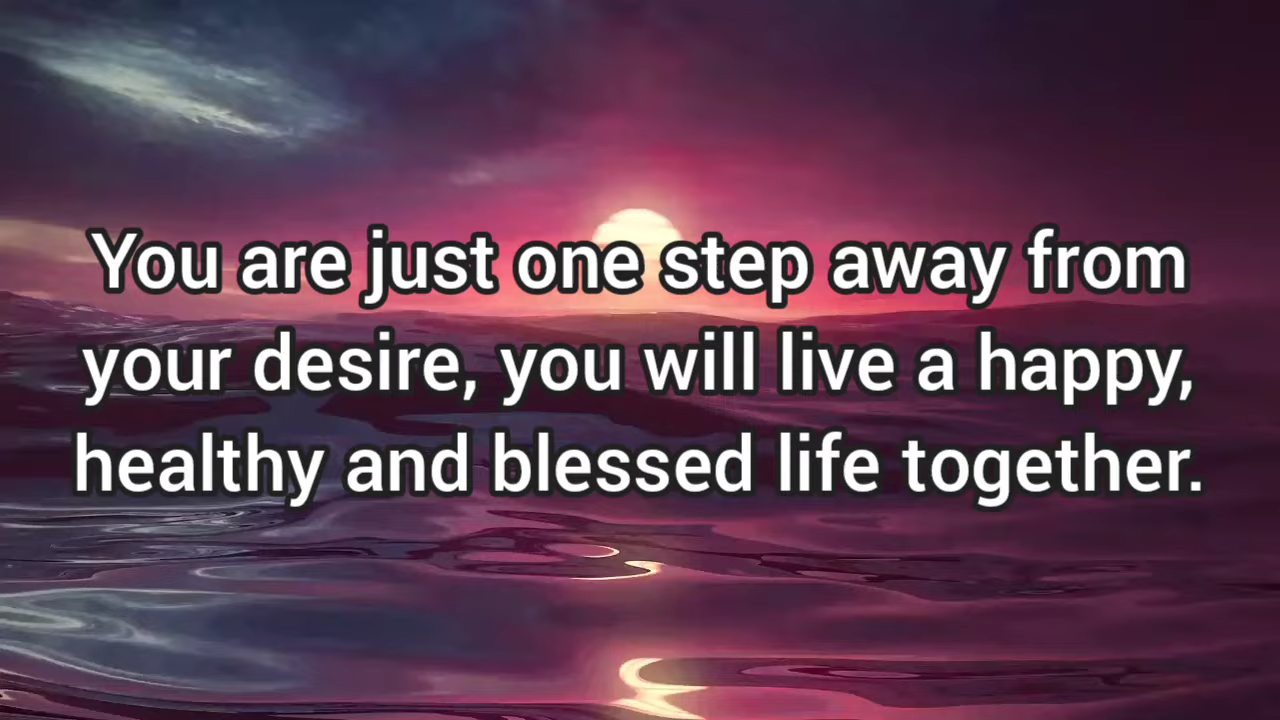 You are just one step away from
your desire, you will live a happy,
healthy and blessed life together.